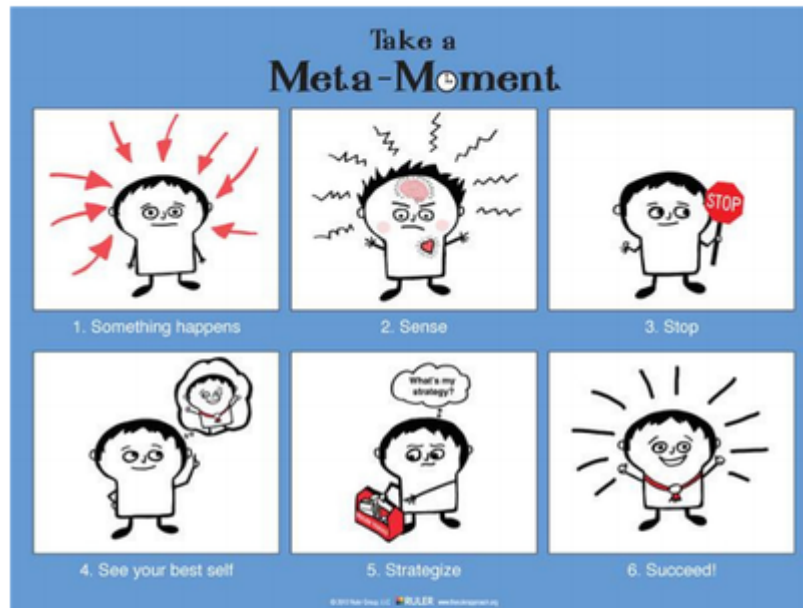 Take a
Meta-Moment
STOP
1. Something happens
2. Sense
3. Stop
What's my
strategy?
4. See your best self
5. Strategize
6. Succeed!
RULER